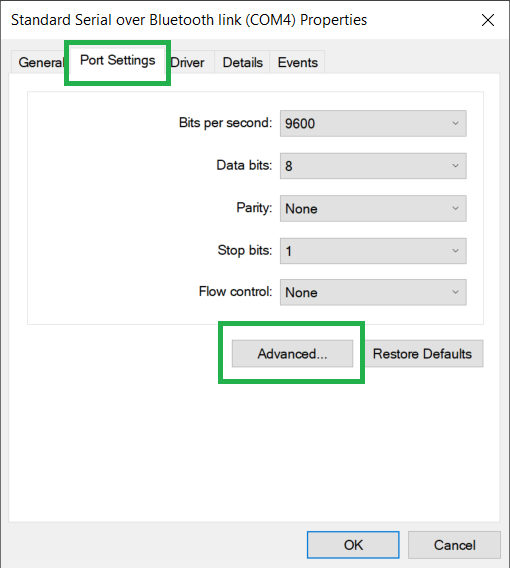 Standard Serial over Bluetooth link (COM4) Properties
General Port Settings Driver Details Events
Bits per second: 9600
Data bits: 8
Parity: None
Stop bits: 1
Flow control: None
Advanced... Restore Defaults
OK Cancel